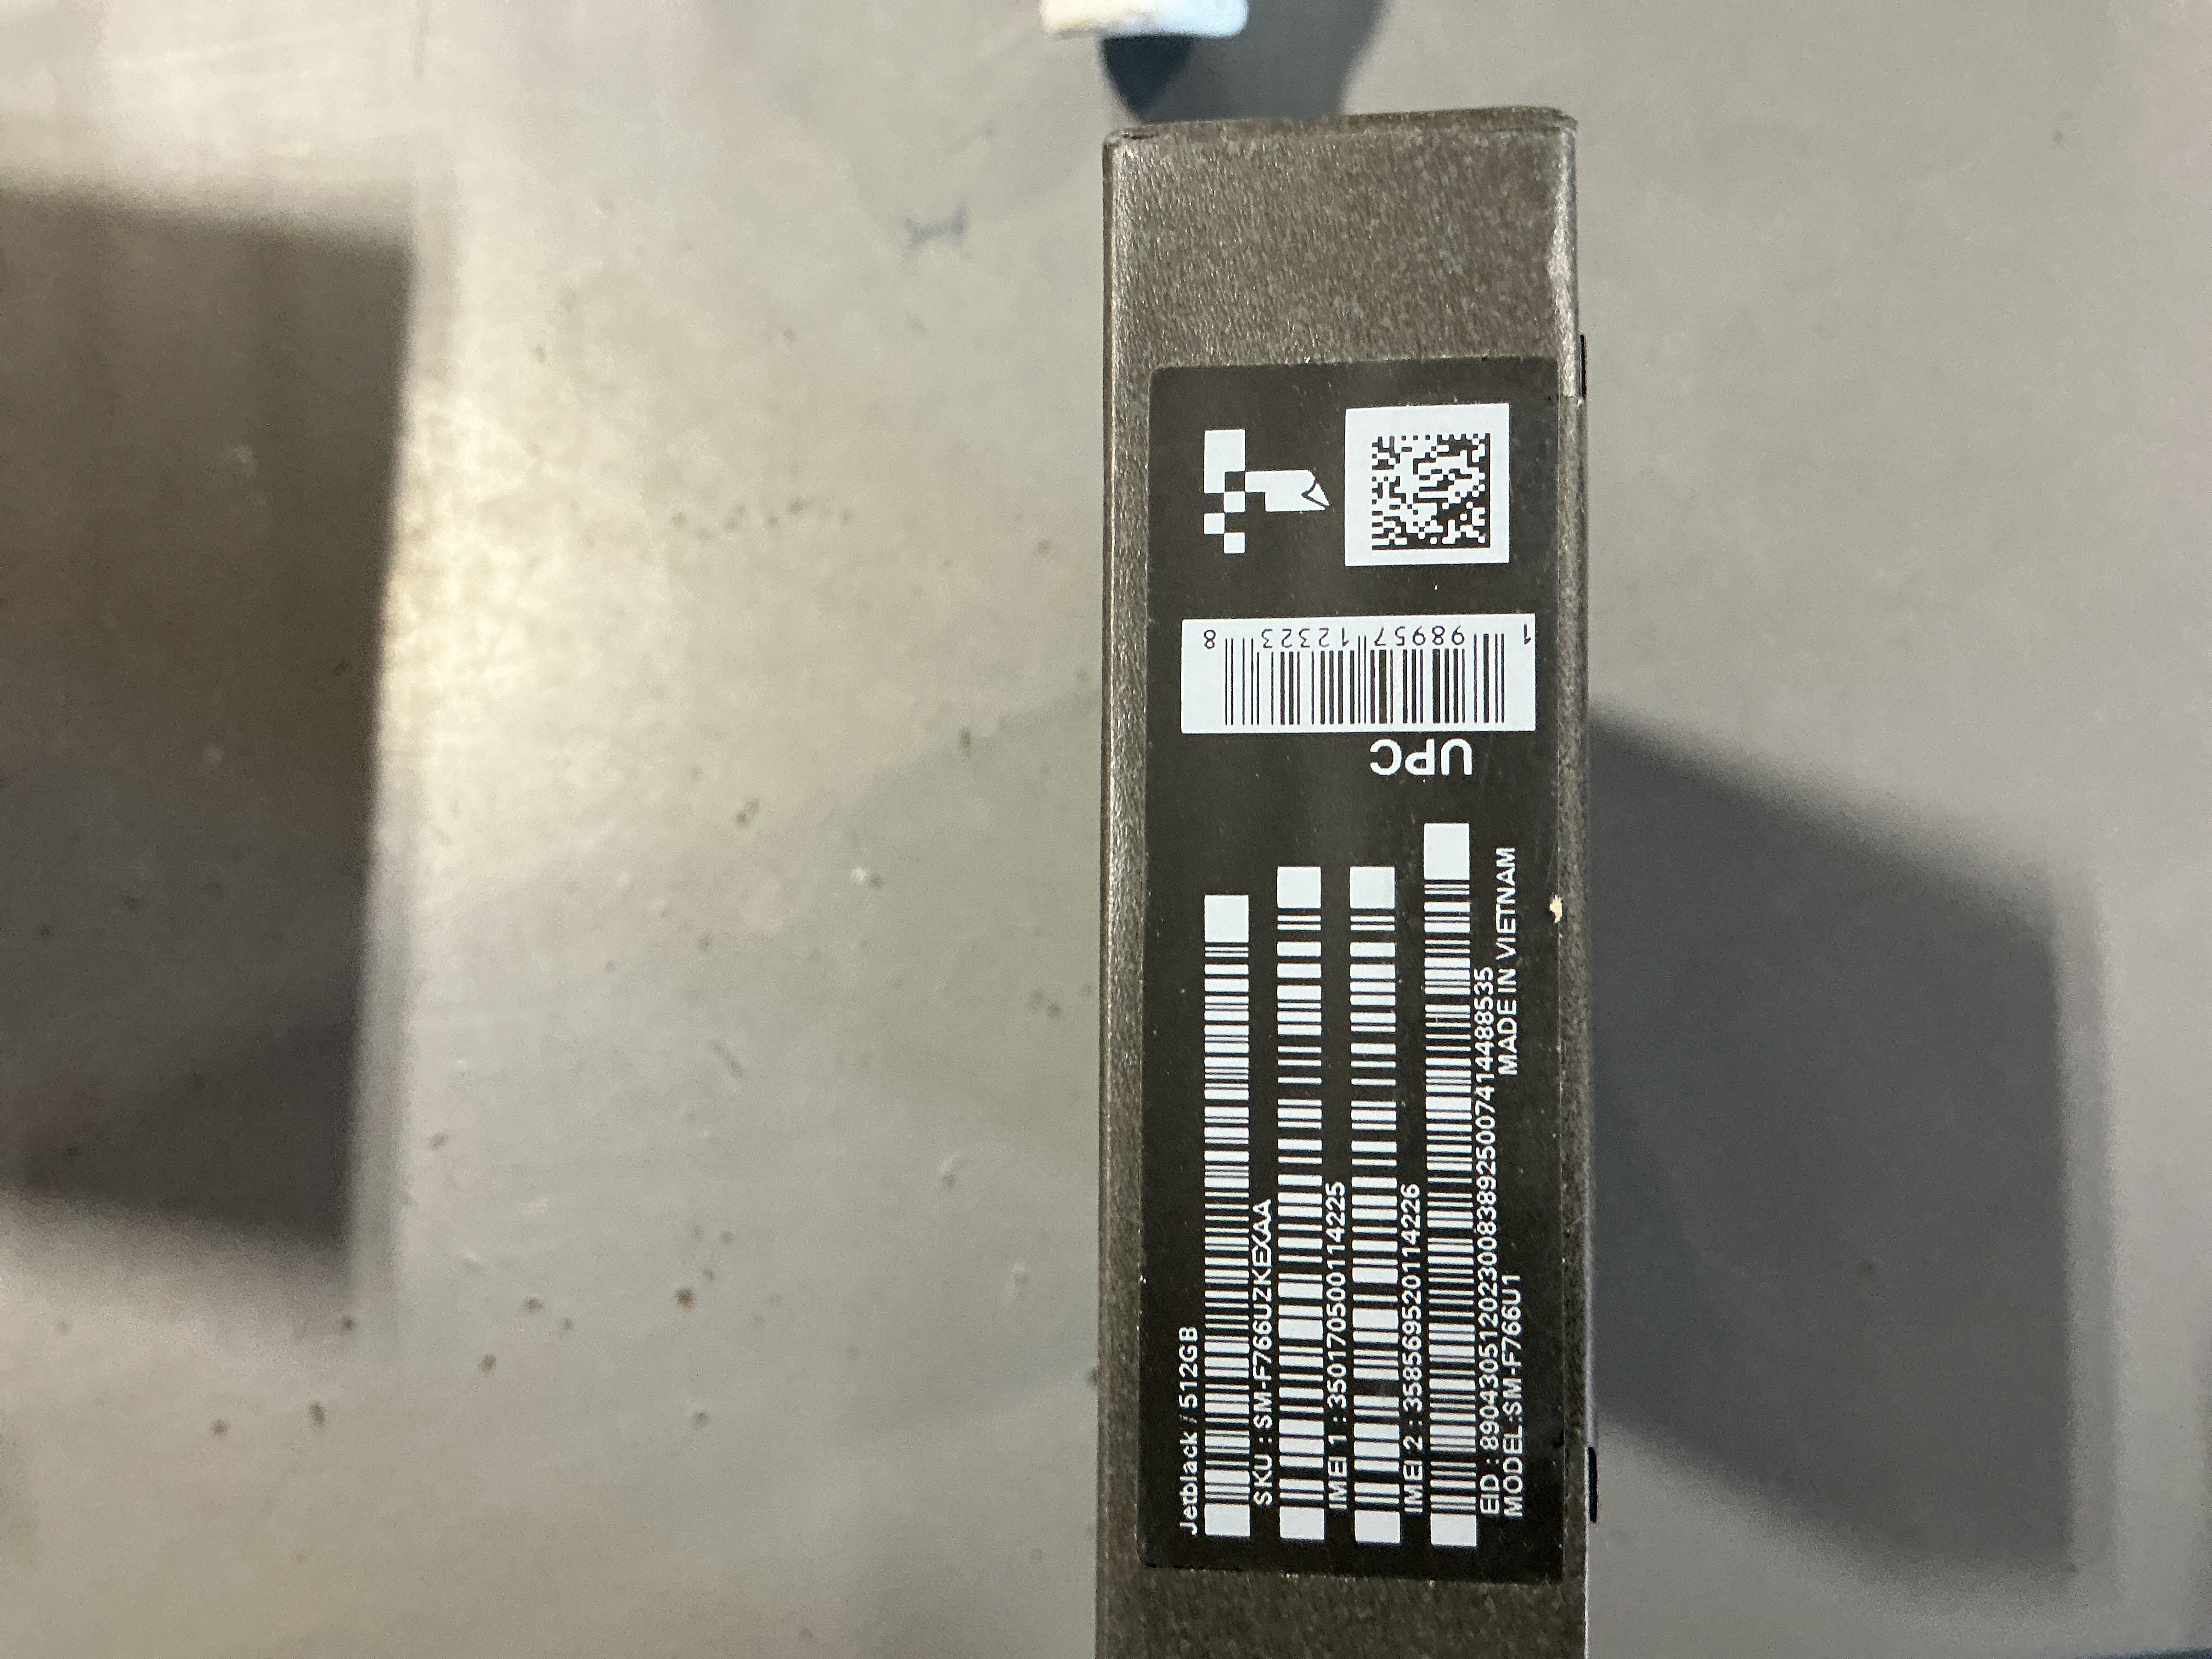 Jetblack / 512GB
SKU : SM-F766UZKEXAA
IMEI 1 : 350170500114225
IMEI 2 : 358569520114226
EID : 89043051202300838925007414488535
MODEL:SM-F766U1
MADE IN VIETNAM
UPC
1 98957 12323 8